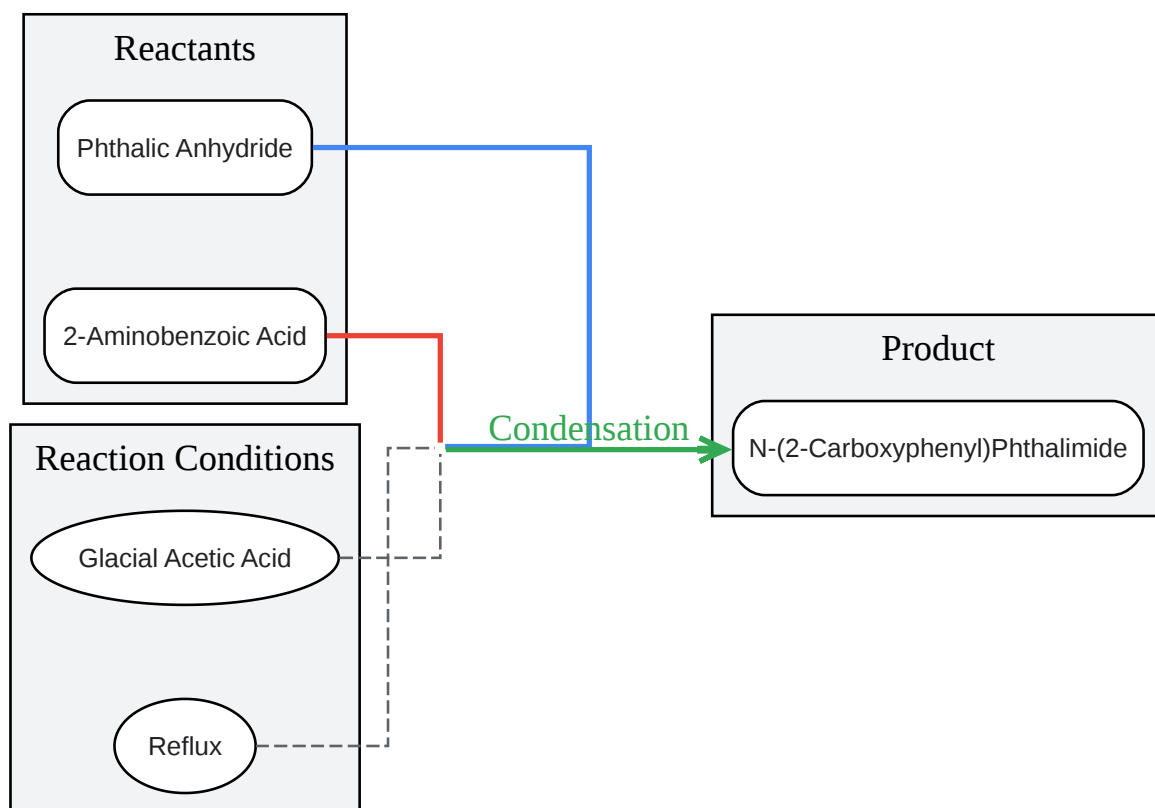 Reactants
Phthalic Anhydride
2-Aminobenzoic Acid
Reaction Conditions
Glacial Acetic Acid
Reflux
Condensation
Product
N-(2-Carboxyphenyl)Phthalimide